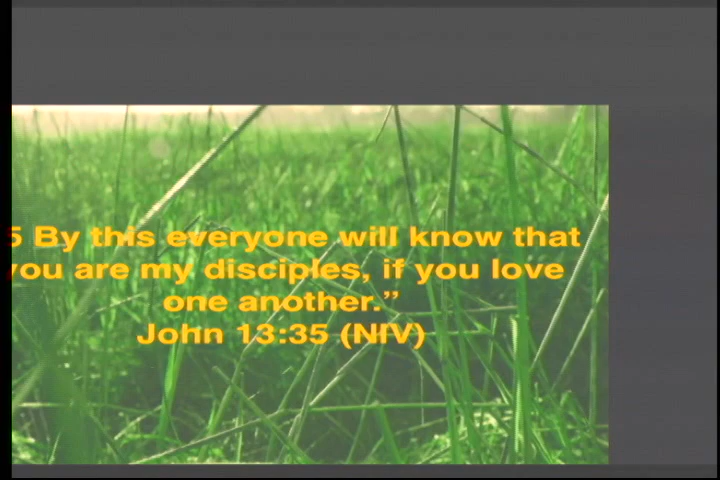 5 By this everyone will know that
you are my disciples, if you love
one another.”
John 13:35 (NIV)